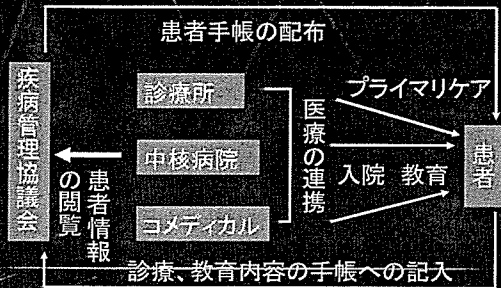 患者手帳の配布
疾病管理協議会
診療所
中核病院
コメディカル
患者情報
の閲覧
医療の連携
プライマリケア
入院 教育
患者
診療、教育内容の手帳への記入